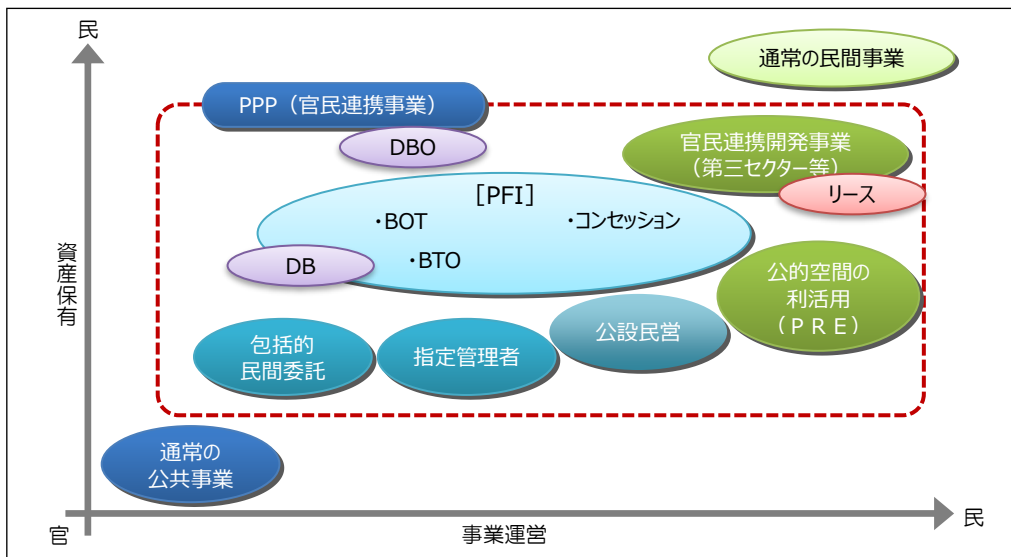 民
通常の民間事業
PPP（官民連携事業）
DBO
官民連携開発事業
（第三セクター等）
リース
［PFI］
・BOT
・コンセッション
・BTO
DB
資産保有
公的空間の
利活用
（ＰＲＥ）
包括的
民間委託
指定管理者
公設民営
通常の
公共事業
官
事業運営
民